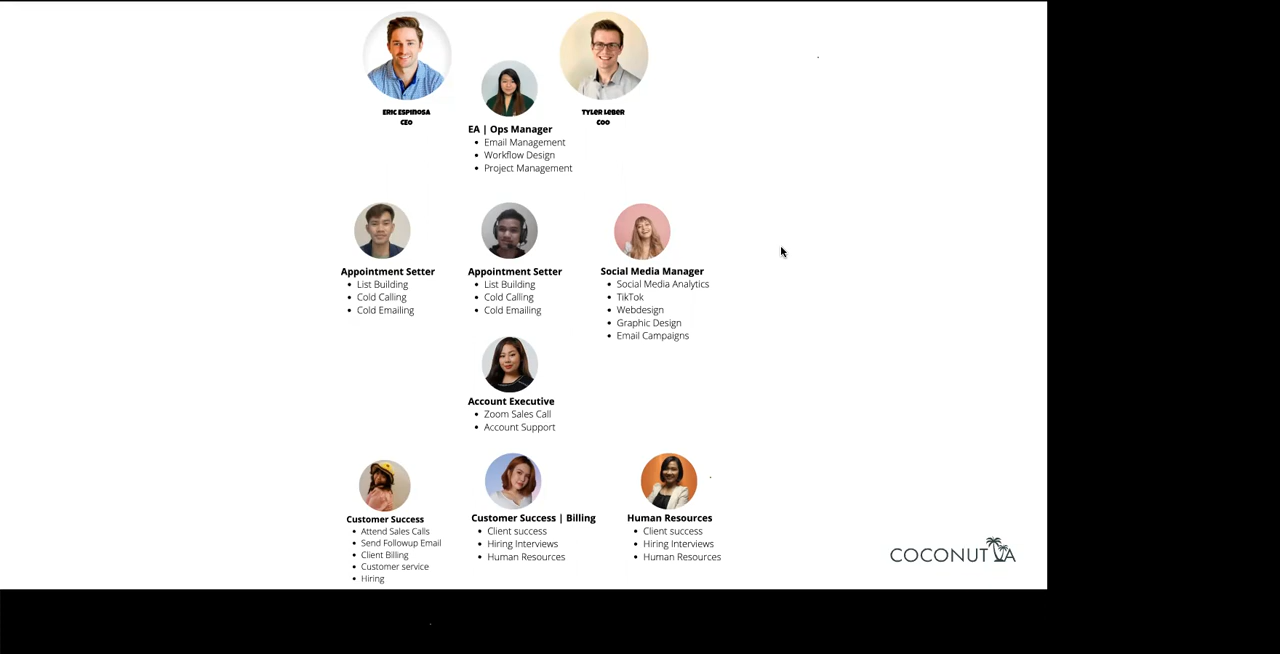 ERIC ESPINOSA
CEO
TYLER LEBER
COO
EA | Ops Manager
• Email Management
• Workflow Design
• Project Management
Appointment Setter
• List Building
• Cold Calling
• Cold Emailing
Appointment Setter
• List Building
• Cold Calling
• Cold Emailing
Social Media Manager
• Social Media Analytics
• TikTok
• Webdesign
• Graphic Design
• Email Campaigns
Account Executive
• Zoom Sales Call
• Account Support
Customer Success
• Attend Sales Calls
• Send Followup Email
• Client Billing
• Customer service
• Hiring
Customer Success | Billing
• Client success
• Hiring Interviews
• Human Resources
Human Resources
• Client success
• Hiring Interviews
• Human Resources
COCONUT VA